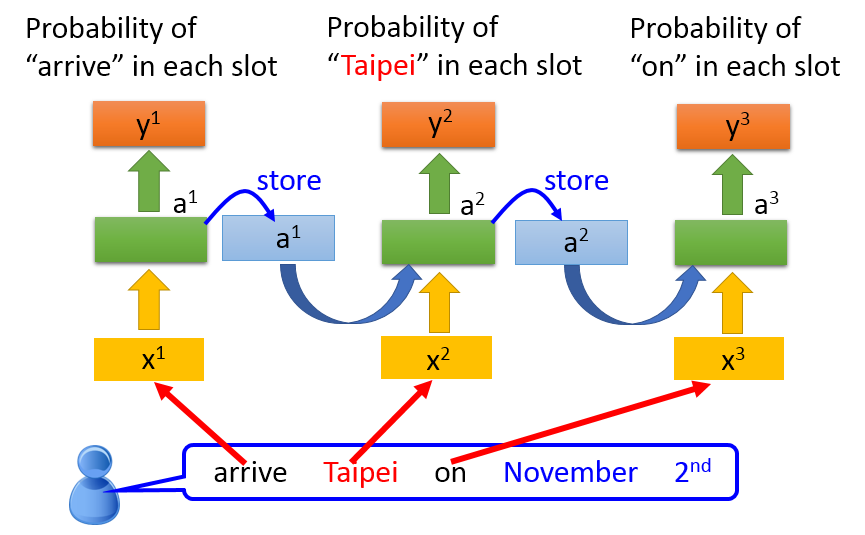 Probability of
“arrive” in each slot
Probability of
“Taipei” in each slot
Probability of
“on” in each slot
y¹
y²
y³
store
store
a¹
a²
a³
a¹
a²
x¹
x²
x³
arrive Taipei on November 2ⁿᵈ